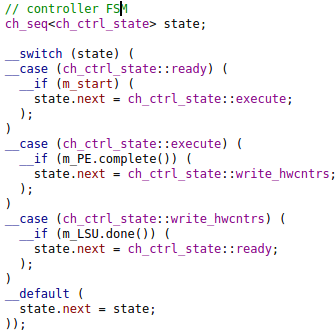 // controller FSM
ch_seq<ch_ctrl_state> state;

__switch (state) (
__case (ch_ctrl_state::ready) (
  __if (m_start) (
    state.next = ch_ctrl_state::execute;
  );
)
__case (ch_ctrl_state::execute) (
  __if (m_PE.complete()) (
    state.next = ch_ctrl_state::write_hwcntrs;
  );
)
__case (ch_ctrl_state::write_hwcntrs) (
  __if (m_LSU.done()) (
    state.next = ch_ctrl_state::ready;
  );
)
__default (
  state.next = state;
));